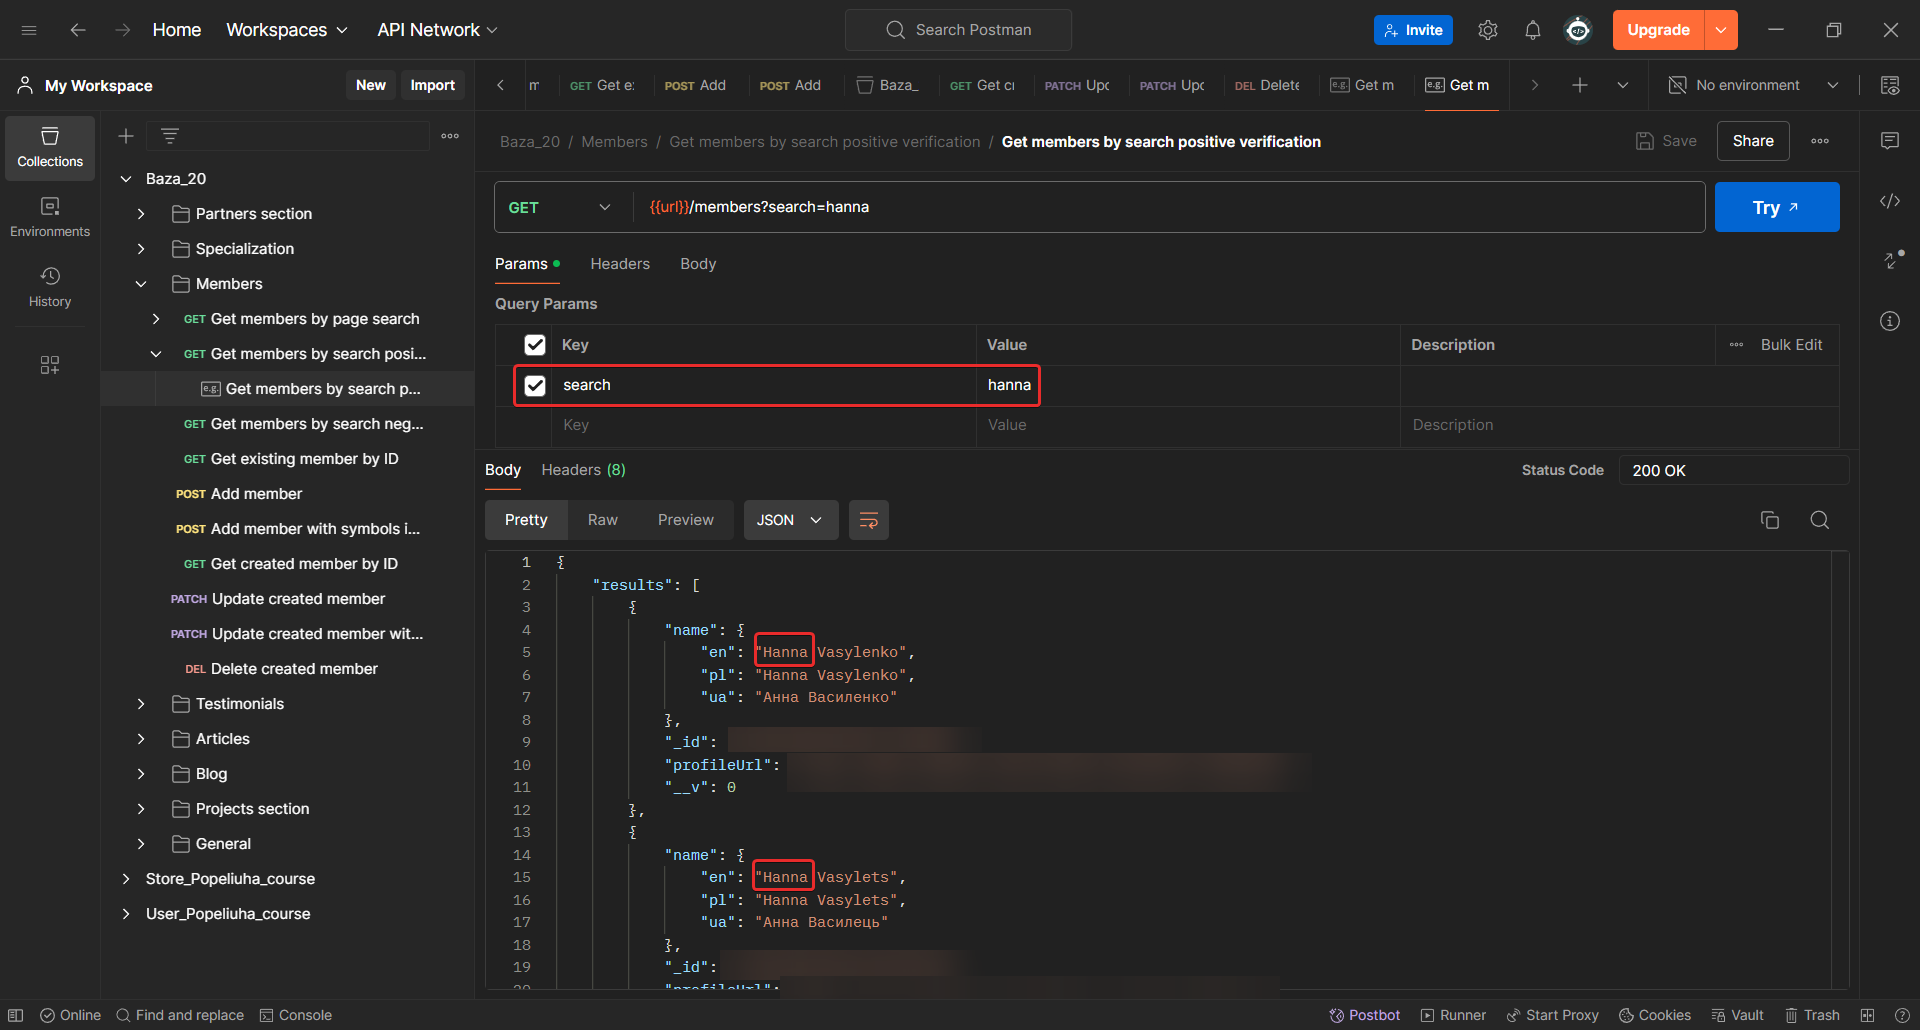 Home Workspaces API Network Search Postman Invite Upgrade
My Workspace New Import
m GET Get e: POST Add POST Add Baza_ GET Get cr PATCH Upc PATCH Upc DEL Delete e.g. Get m e.g. Get m No environment
Baza_20 / Members / Get members by search positive verification / Get members by search positive verification Save Share
Collections
Environments
History
Baza_20
Partners section
Specialization
Members
GET Get members by page search
GET Get members by search posi...
e.g. Get members by search p...
GET Get members by search neg...
GET Get existing member by ID
POST Add member
POST Add member with symbols i...
GET Get created member by ID
PATCH Update created member
PATCH Update created member wit...
DEL Delete created member
Testimonials
Articles
Blog
Projects section
General
Store_Popeliuha_course
User_Popeliuha_course
GET {{url}}/members?search=hanna Try
Params Headers Body
Query Params
Key Value Description Bulk Edit
search hanna
Key Value Description
Body Headers (8) Status Code 200 OK
Pretty Raw Preview JSON
1 {
2 "results": [
3 {
4 "name": {
5 "en": "Hanna Vasylenko",
6 "pl": "Hanna Vasylenko",
7 "ua": "Анна Василенко"
8 },
9 "_id":
10 "profileUrl":
11 "__v": 0
12 },
13 {
14 "name": {
15 "en": "Hanna Vasylets",
16 "pl": "Hanna Vasylets",
17 "ua": "Анна Василець"
18 },
19 "_id":
20 "profileUrl":
Online Find and replace Console Postbot Runner Start Proxy Cookies Vault Trash